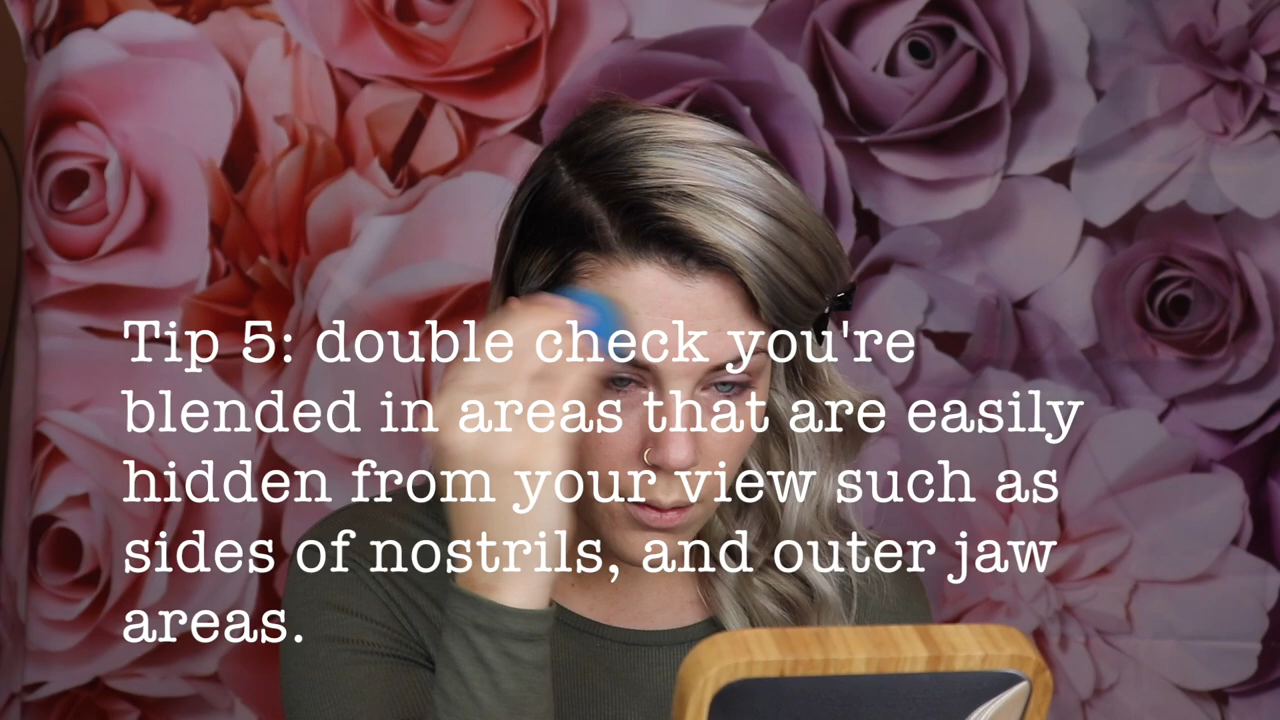 Tip 5: double check you're
blended in areas that are easily
hidden from your view such as
sides of nostrils, and outer jaw
areas.